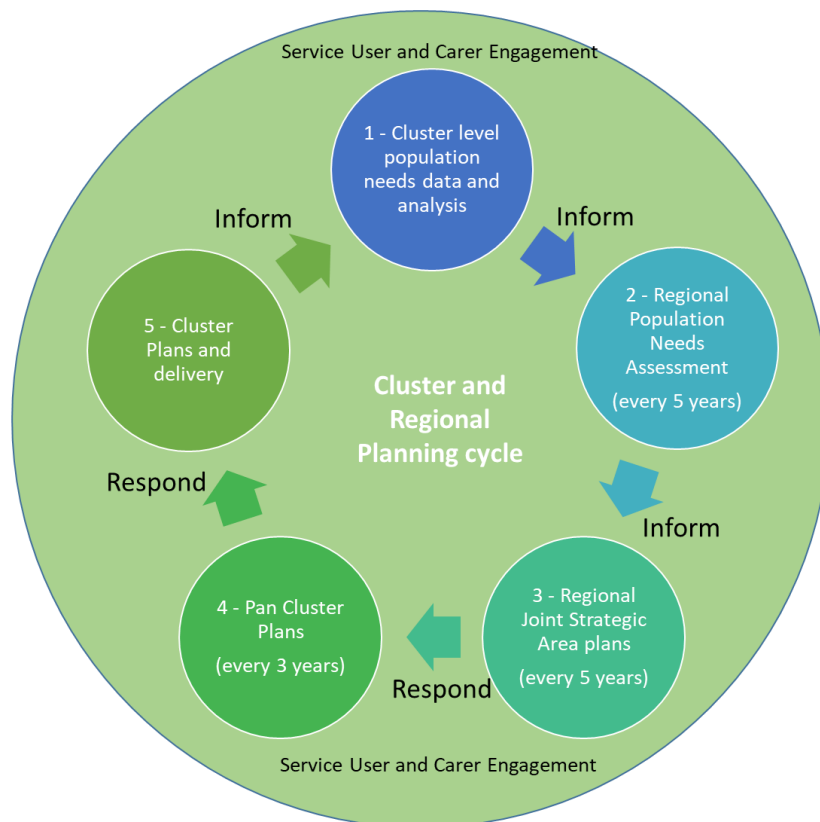 Service User and Carer Engagement
1 - Cluster level
population
needs data and
analysis
Inform
Inform
2 - Regional
Population
Needs
Assessment
(every 5 years)
5 - Cluster
Plans and
delivery
Cluster and
Regional
Planning cycle
Respond
Inform
4 - Pan Cluster
Plans
(every 3 years)
3 - Regional
Joint Strategic
Area plans
(every 5 years)
Respond
Service User and Carer Engagement